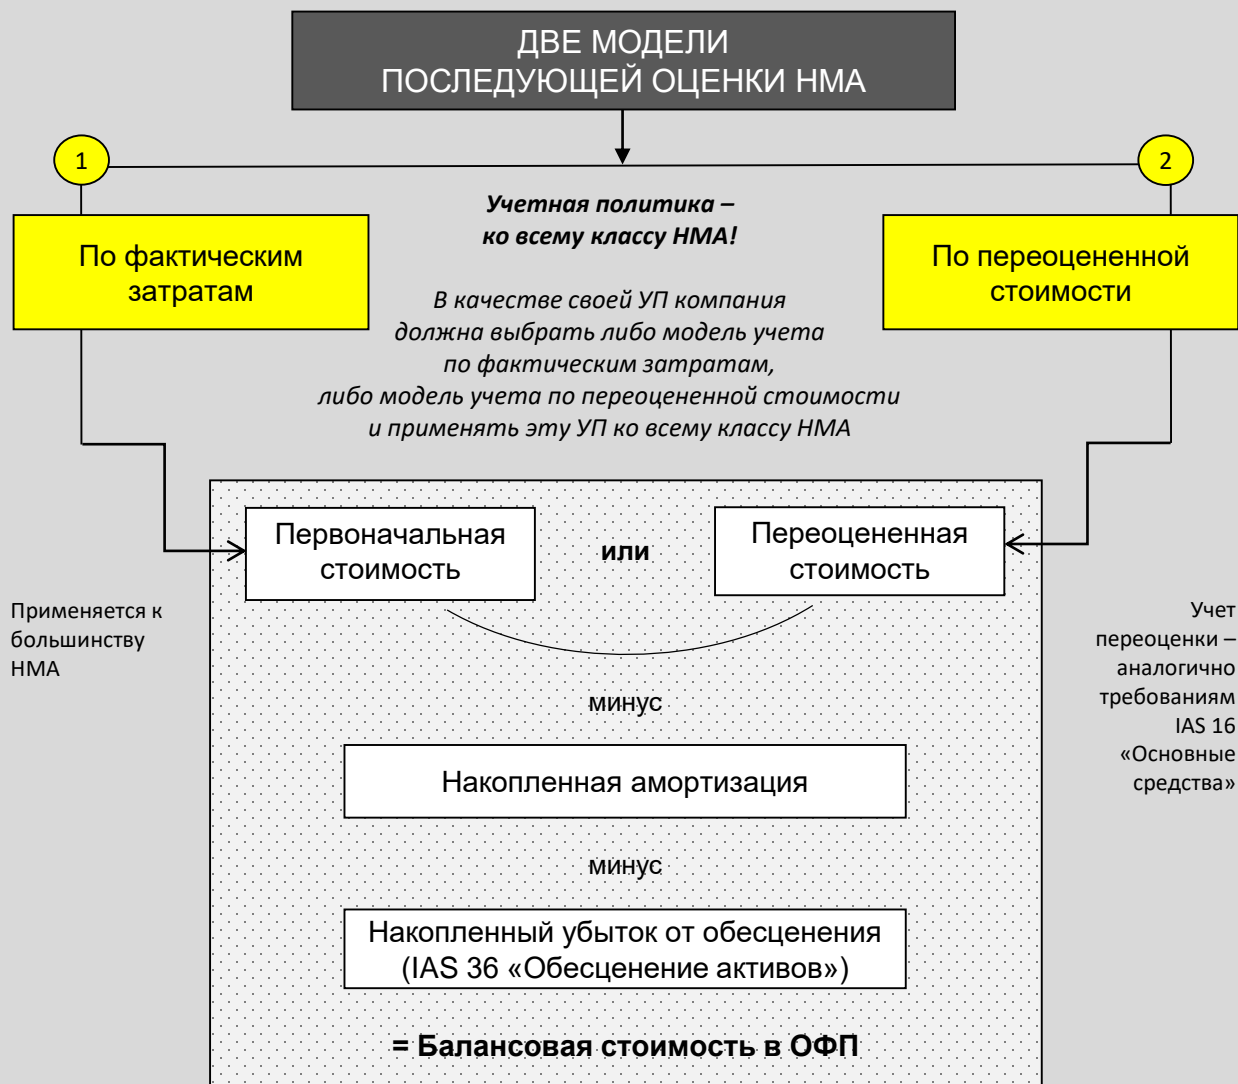 ДВЕ МОДЕЛИ
ПОСЛЕДУЮЩЕЙ ОЦЕНКИ НМА
1
2
По фактическим
затратам
Учетная политика –
ко всему классу НМА!
В качестве своей УП компания
должна выбрать либо модель учета
по фактическим затратам,
либо модель учета по переоцененной стоимости
и применять эту УП ко всему классу НМА
По переоцененной
стоимости
Первоначальная
стоимость
или
Переоцененная
стоимость
Применяется к
большинству
НМА
Учет
переоценки –
аналогично
требованиям
IAS 16
«Основные
средства»
минус
Накопленная амортизация
минус
Накопленный убыток от обесценения
(IAS 36 «Обесценение активов»)
= Балансовая стоимость в ОФП